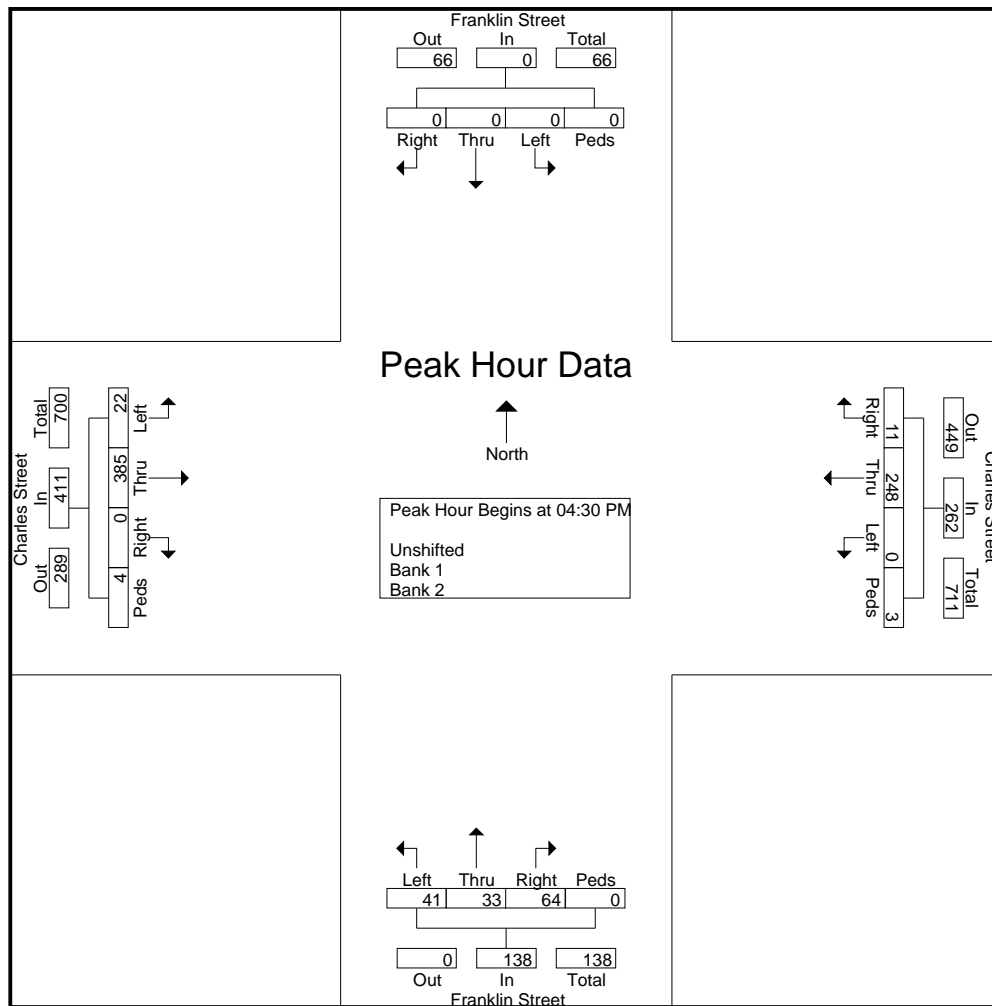 Franklin Street
Out In Total
66 0 66
0 0 0 0
Right Thru Left Peds
Peak Hour Data
North
Peak Hour Begins at 04:30 PM
Unshifted
Bank 1
Bank 2
Charles Street
Out In Total
289 411 700
4 0 385 22
Peds Right Thru Left
Charles Street
Out In Total
449 262 711
11 248 0 3
Right Thru Left Peds
Left Thru Right Peds
41 33 64 0
0 138 138
Out In Total
Franklin Street